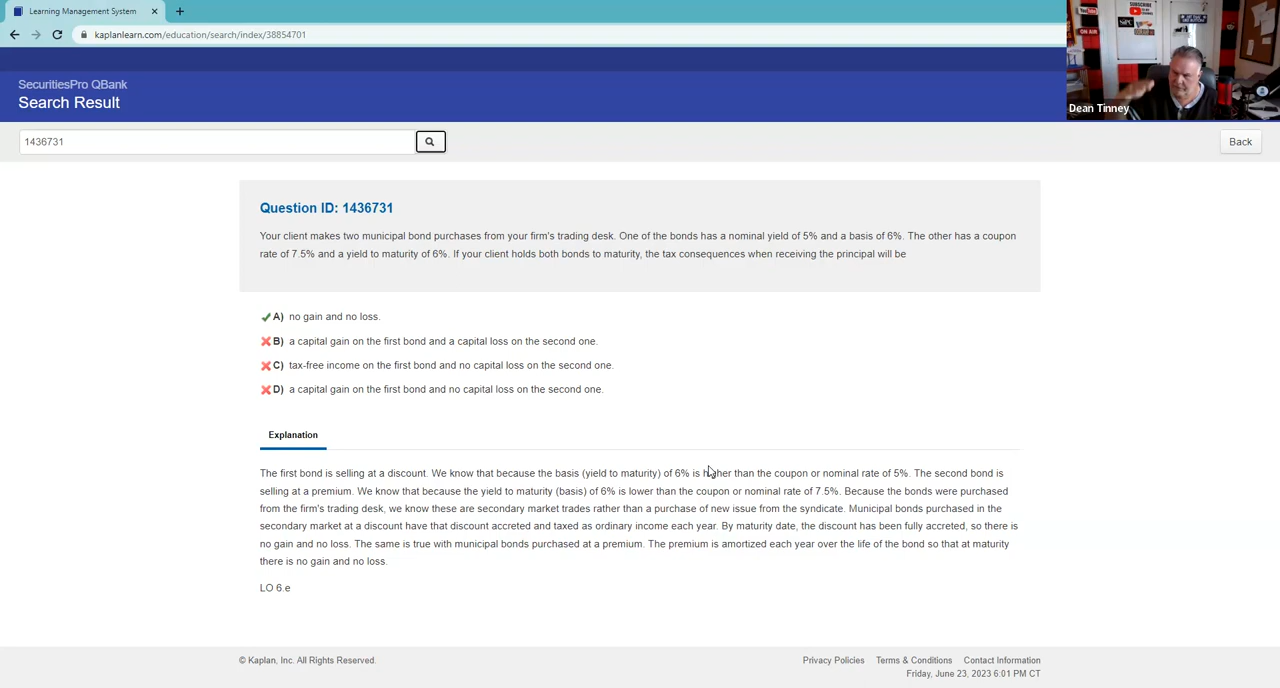 Learning Management System
kaplanlearn.com/education/search/index/38854701
SecuritiesPro QBank
Search Result
1436731
Back
Dean Tinney
YouTube
SUBSCRIBE
ON AIR
Question ID: 1436731
Your client makes two municipal bond purchases from your firm's trading desk. One of the bonds has a nominal yield of 5% and a basis of 6%. The other has a coupon
rate of 7.5% and a yield to maturity of 6%. If your client holds both bonds to maturity, the tax consequences when receiving the principal will be
A) no gain and no loss.
B) a capital gain on the first bond and a capital loss on the second one.
C) tax-free income on the first bond and no capital loss on the second one.
D) a capital gain on the first bond and no capital loss on the second one.
Explanation
The first bond is selling at a discount. We know that because the basis (yield to maturity) of 6% is higher than the coupon or nominal rate of 5%. The second bond is
selling at a premium. We know that because the yield to maturity (basis) of 6% is lower than the coupon or nominal rate of 7.5%. Because the bonds were purchased
from the firm's trading desk, we know these are secondary market trades rather than a purchase of new issue from the syndicate. Municipal bonds purchased in the
secondary market at a discount have that discount accreted and taxed as ordinary income each year. By maturity date, the discount has been fully accreted, so there is
no gain and no loss. The same is true with municipal bonds purchased at a premium. The premium is amortized each year over the life of the bond so that at maturity
there is no gain and no loss.
LO 6.e
© Kaplan, Inc. All Rights Reserved.
Privacy Policies Terms & Conditions Contact Information
Friday, June 23, 2023 6:01 PM CT